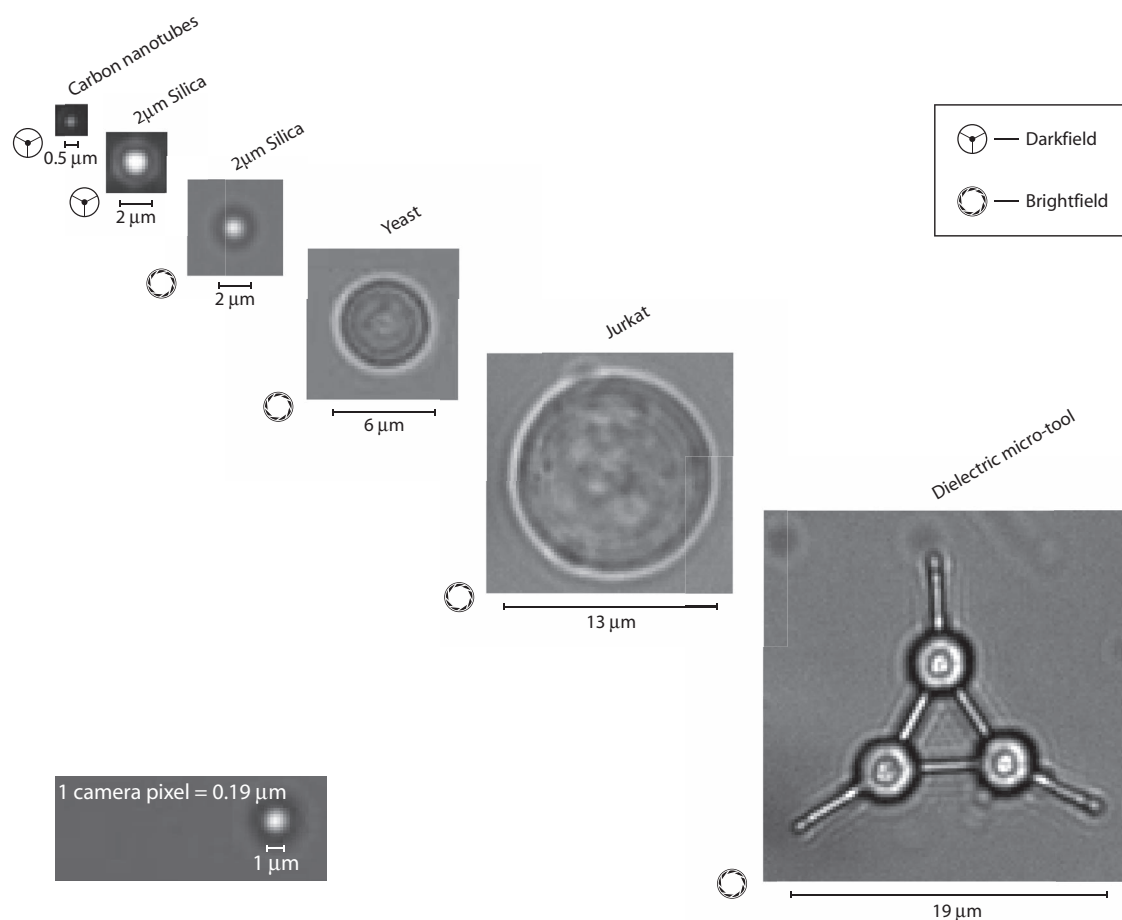 Carbon nanotubes
0.5 μm
2μm Silica
2 μm
2μm Silica
2 μm
Yeast
6 μm
Jurkat
13 μm
Dielectric micro-tool
19 μm
Darkfield
Brightfield
1 camera pixel = 0.19 μm
1 μm